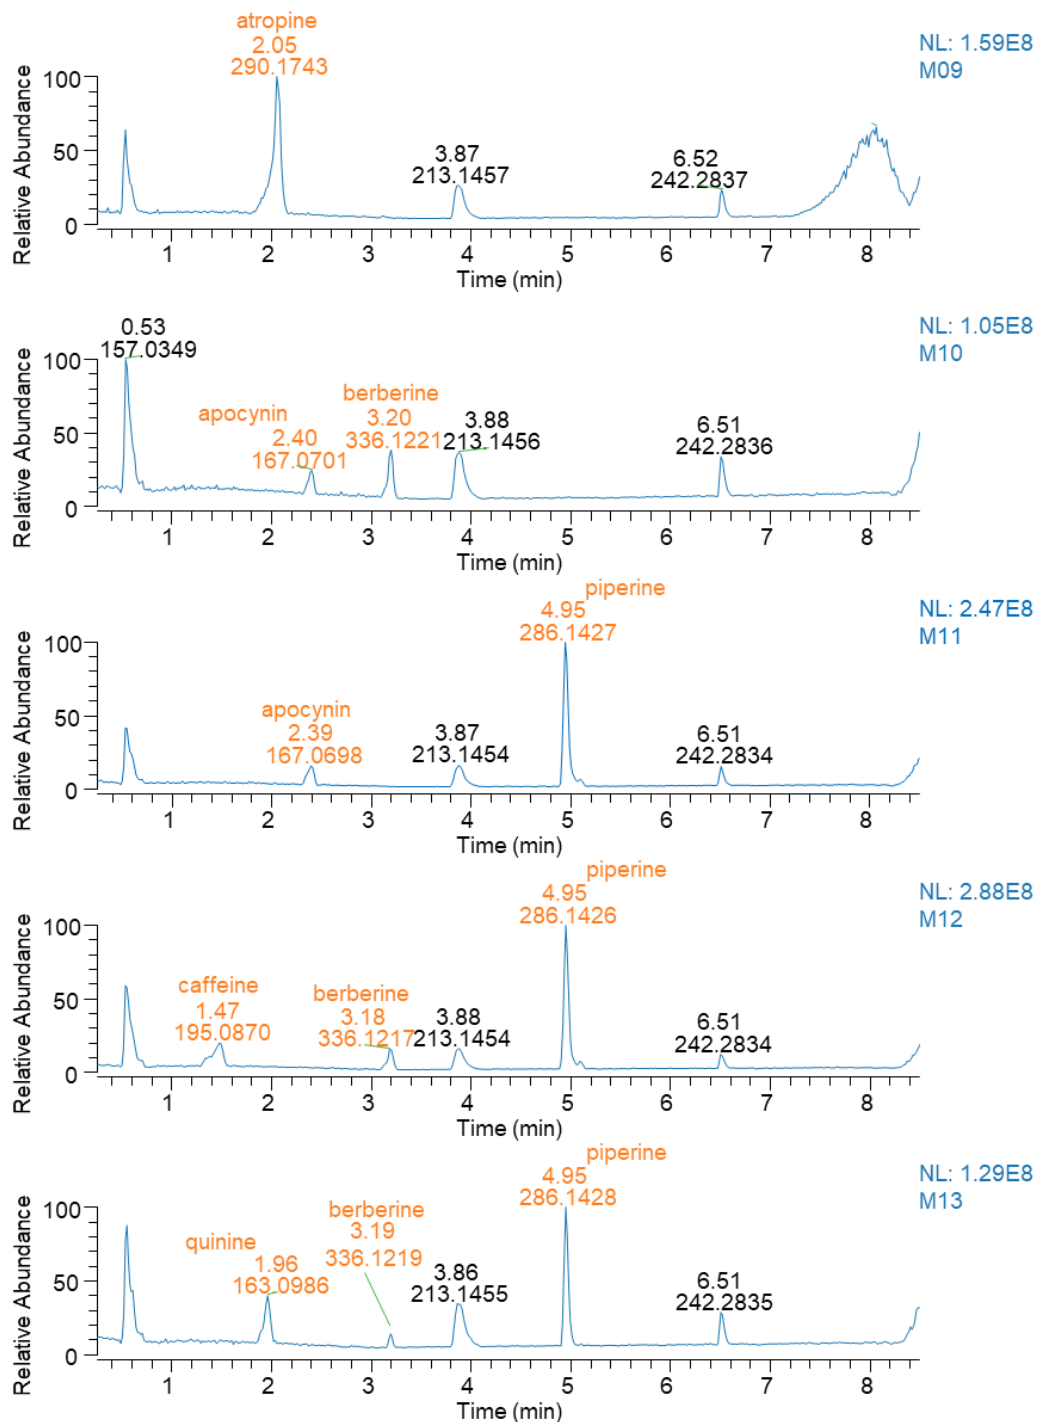 atropine
2.05
290.1743
NL: 1.59E8
M09
Relative Abundance
100
50
0
3.87
213.1457
6.52
242.2837
1 2 3 4 5 6 7 8
Time (min)
0.53
157.0349
NL: 1.05E8
M10
Relative Abundance
100
50
0
apocynin
2.40
167.0701
berberine
3.20
336.1221
3.88
213.1456
6.51
242.2836
1 2 3 4 5 6 7 8
Time (min)
piperine
4.95
286.1427
NL: 2.47E8
M11
Relative Abundance
100
50
0
apocynin
2.39
167.0698
3.87
213.1454
6.51
242.2834
1 2 3 4 5 6 7 8
Time (min)
piperine
4.95
286.1426
NL: 2.88E8
M12
Relative Abundance
100
50
0
caffeine
1.47
195.0870
berberine
3.18
336.1217
3.88
213.1454
6.51
242.2834
1 2 3 4 5 6 7 8
Time (min)
piperine
4.95
286.1428
NL: 1.29E8
M13
Relative Abundance
100
50
0
quinine
1.96
163.0986
berberine
3.19
336.1219
3.86
213.1455
6.51
242.2835
1 2 3 4 5 6 7 8
Time (min)